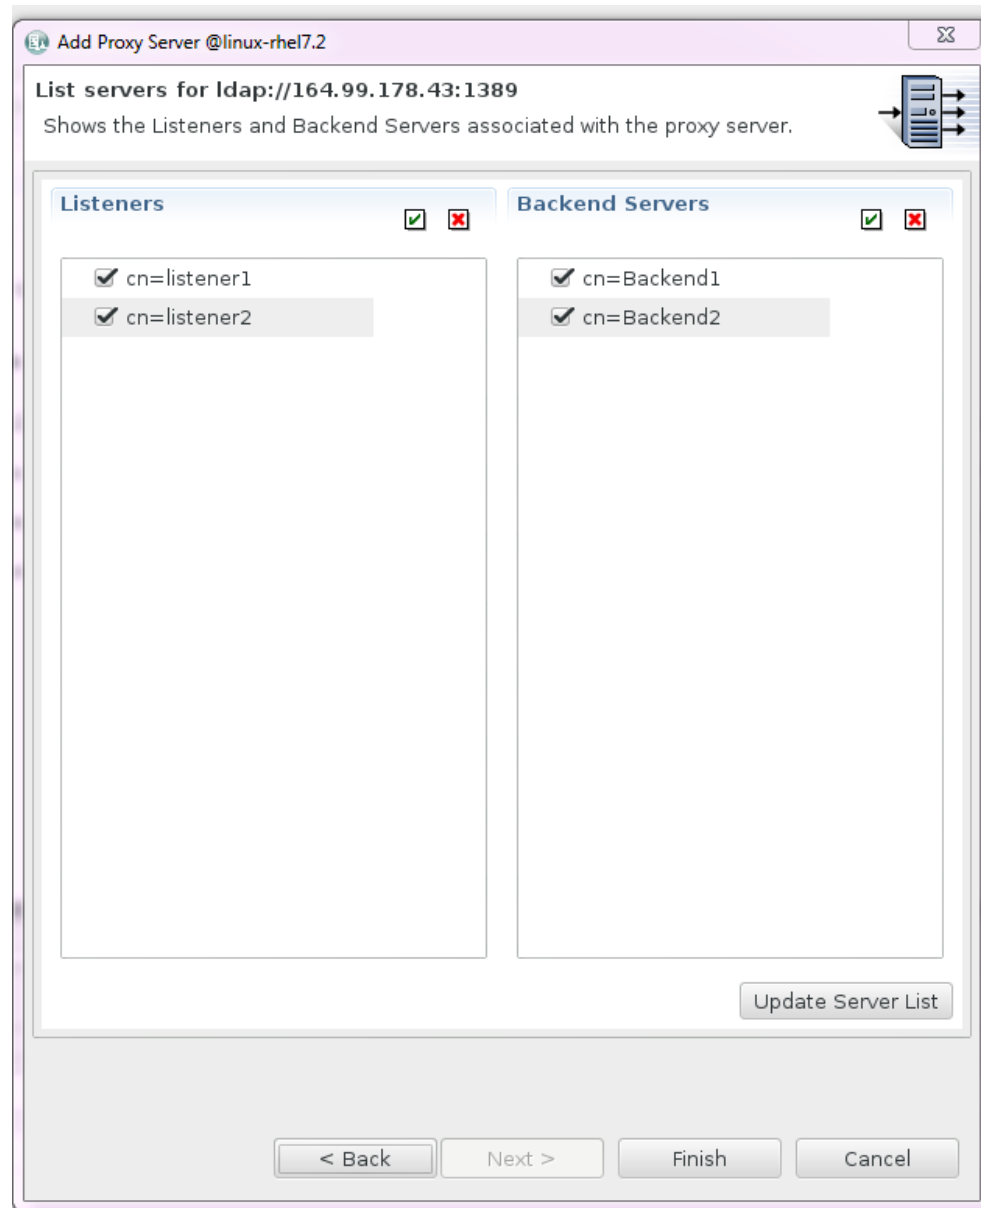 Add Proxy Server @linux-rhel7.2
List servers for ldap://164.99.178.43:1389
Shows the Listeners and Backend Servers associated with the proxy server.
Listeners
cn=listener1
cn=listener2
Backend Servers
cn=Backend1
cn=Backend2
Update Server List
< Back
Next >
Finish
Cancel